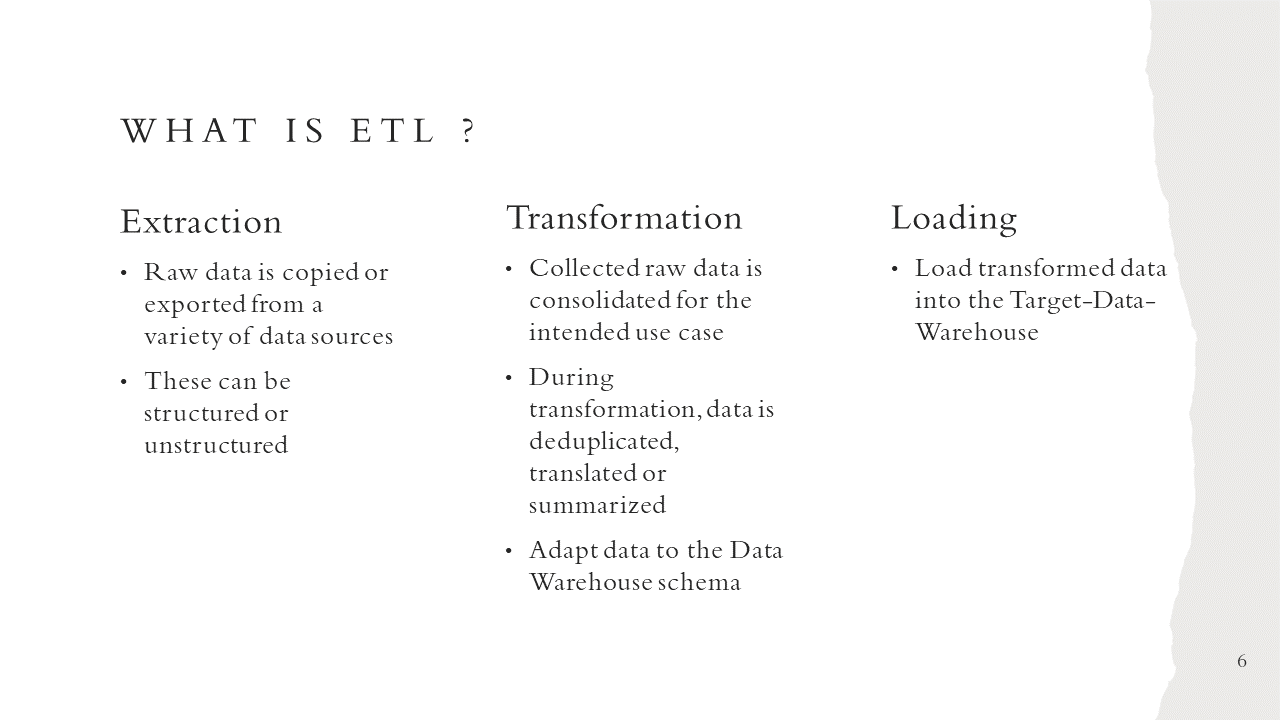 WHAT IS ETL ?
Extraction
• Raw data is copied or
exported from a
variety of data sources
• These can be
structured or
unstructured
Transformation
• Collected raw data is
consolidated for the
intended use case
• During
transformation, data is
deduplicated,
translated or
summarized
• Adapt data to the Data
Warehouse schema
Loading
• Load transformed data
into the Target-Data-
Warehouse
6